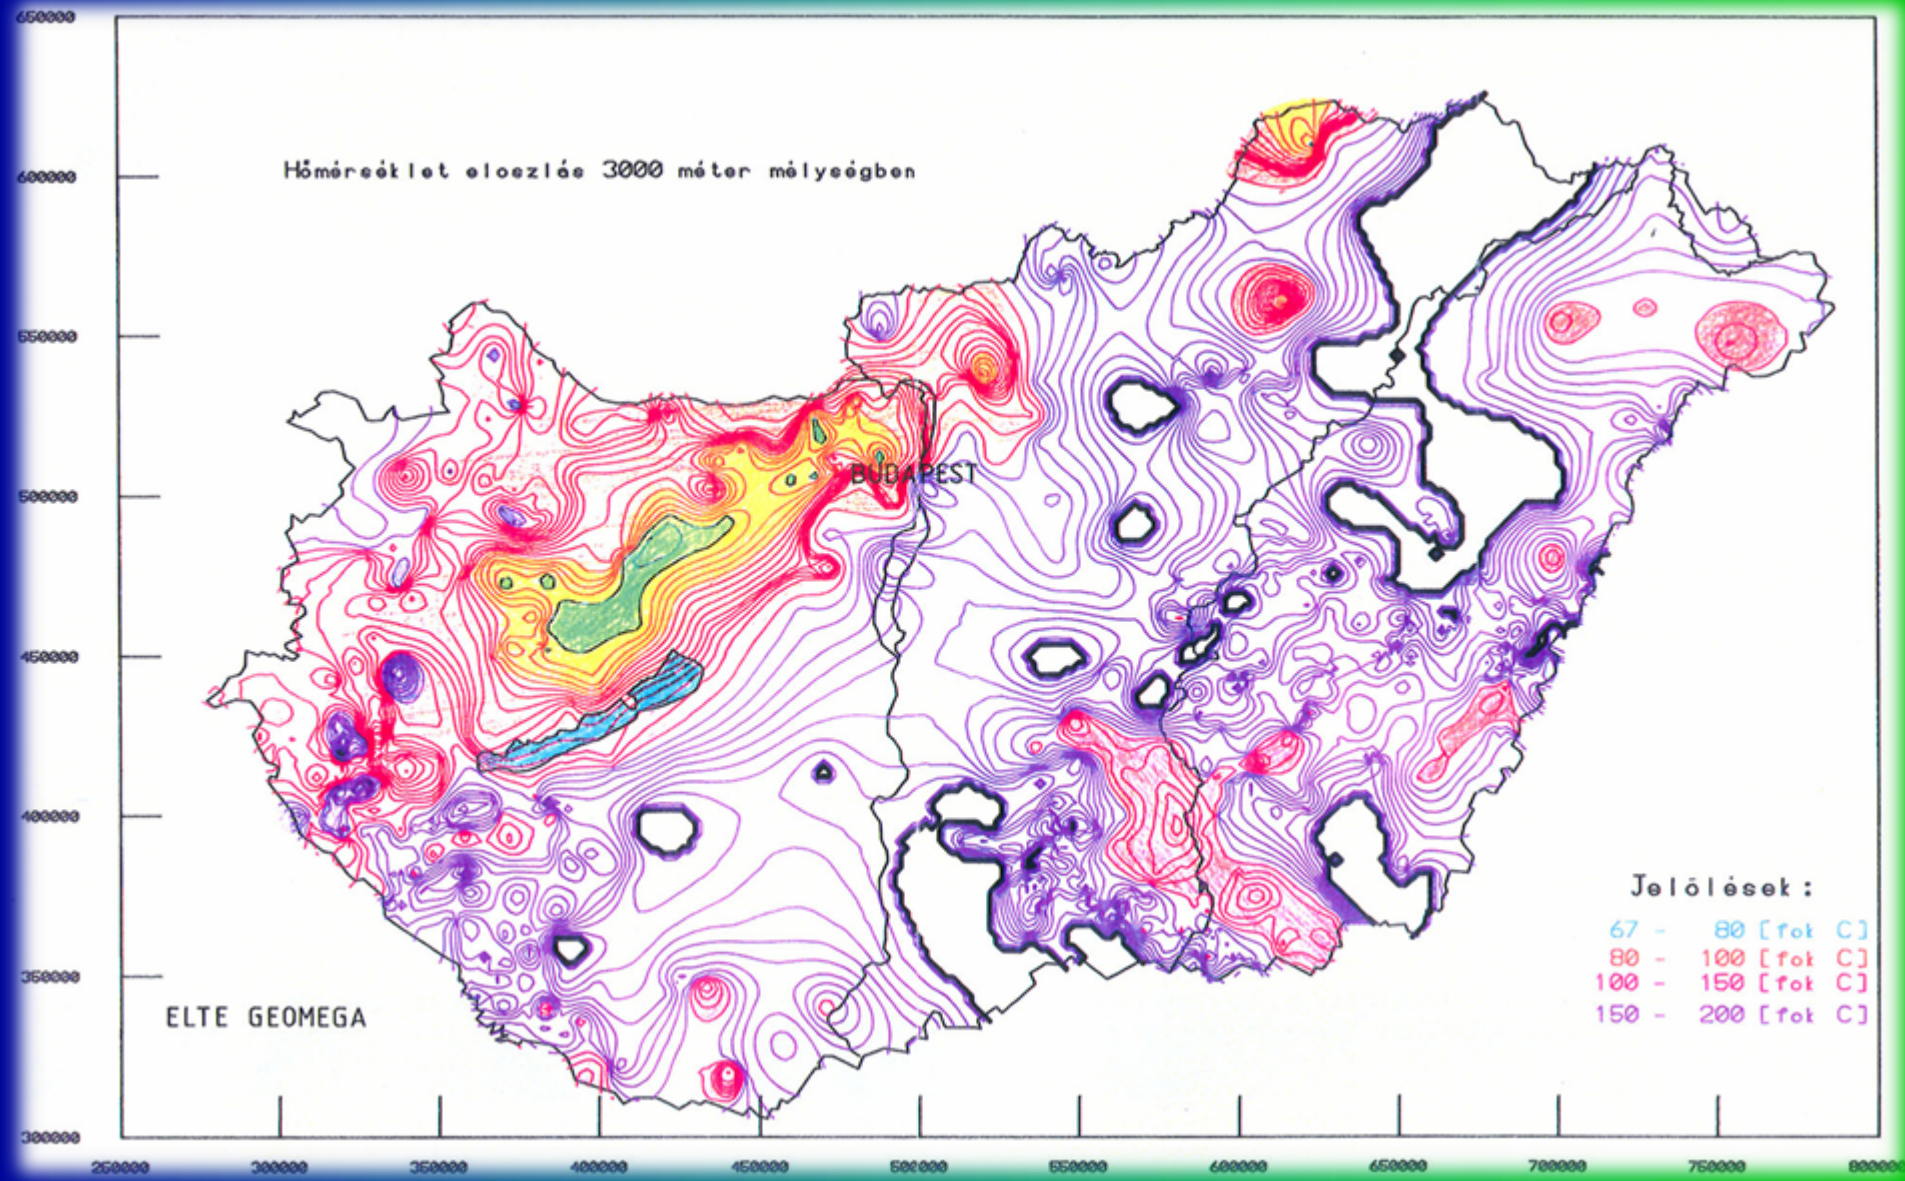 650000
Hőmérséklet eloszlás 3000 méter mélységben
600000
550000
500000
BUDAPEST
450000
400000
Jelölések:
67 - 80 [fok C]
80 - 100 [fok C]
100 - 150 [fok C]
150 - 200 [fok C]
350000
ELTE GEOMEGA
300000
250000 300000 350000 400000 450000 500000 550000 600000 650000 700000 750000 800000